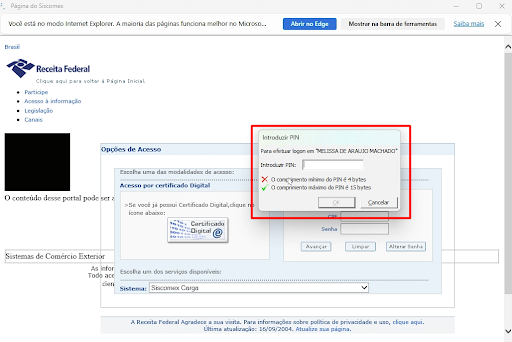 Página do Siscomex
Você está no modo Internet Explorer. A maioria das páginas funciona melhor no Microso...
Abrir no Edge
Mostrar na barra de ferramentas
Saiba mais
Brasil
Receita Federal
Clique aqui para voltar à Página Inicial.
Participe
Acesso à informação
Legislação
Canais
O conteúdo desse portal pode ser a
Opções de Acesso
Escolha uma das modalidades de acesso:
Acesso por certificado Digital
>Se você já possui Certificado Digital,clique no
ícone abaixo:
Certificado
Digital
Introduzir PIN
Para efetuar logon em "MELISSA DE ARAUJO MACHADO"
Introduzir PIN:
O comprimento mínimo do PIN é 4 bytes
O comprimento máximo do PIN é 15 bytes
OK
Cancelar
CPF
Senha
Avançar
Limpar
Alterar Senha
Sistemas de Comércio Exterior
As infor
Todo ace
cien
Escolha um dos serviços disponíveis:
Sistema:
Siscomex Carga
A Receita Federal Agradece a sua visita. Para informações sobre política de privacidade e uso, clique aqui.
Última atualização: 16/09/2004. Atualize sua página.